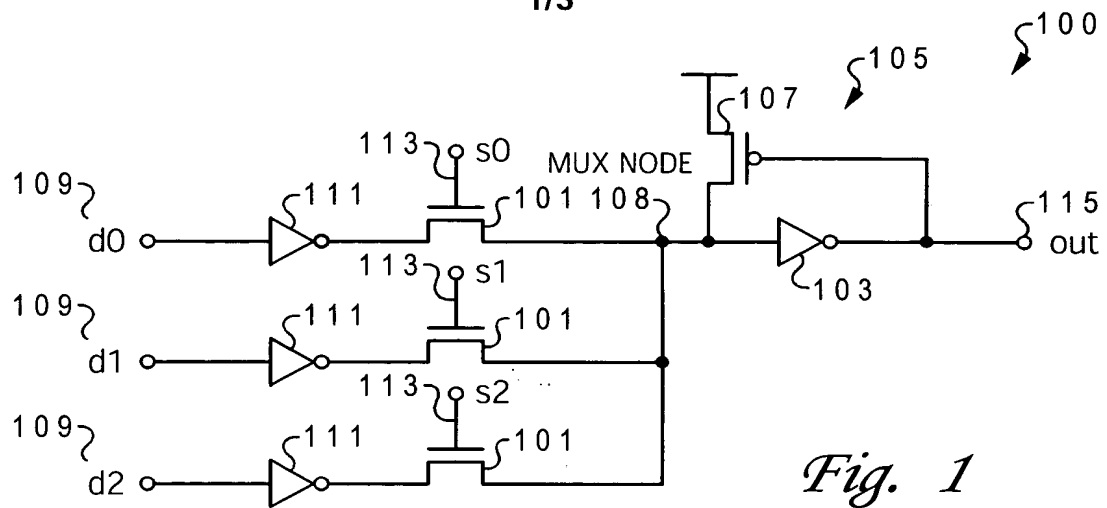 1/3
100
105
107
113 s0
MUX NODE
109 111 101 108 115
d0 out
113 s1
103
109 111 101
d1
113 s2
109 111 101
d2
Fig. 1